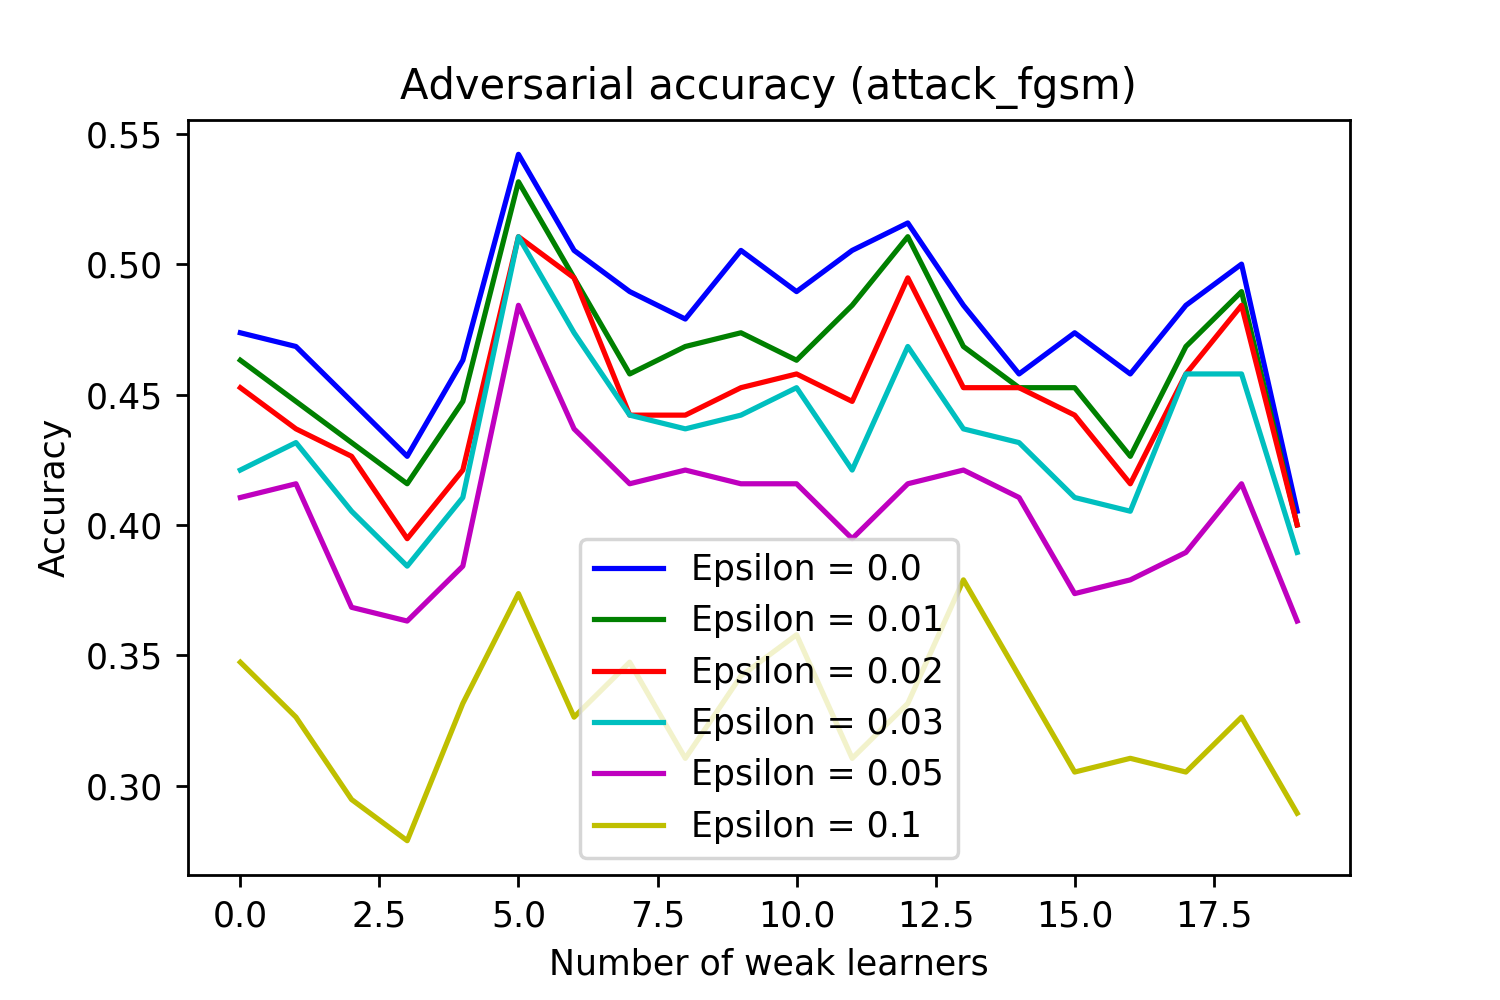 Adversarial accuracy (attack_fgsm)
0.55
0.50
0.45
0.40
0.35
0.30
Accuracy
Epsilon = 0.0
Epsilon = 0.01
Epsilon = 0.02
Epsilon = 0.03
Epsilon = 0.05
Epsilon = 0.1
0.0 2.5 5.0 7.5 10.0 12.5 15.0 17.5
Number of weak learners